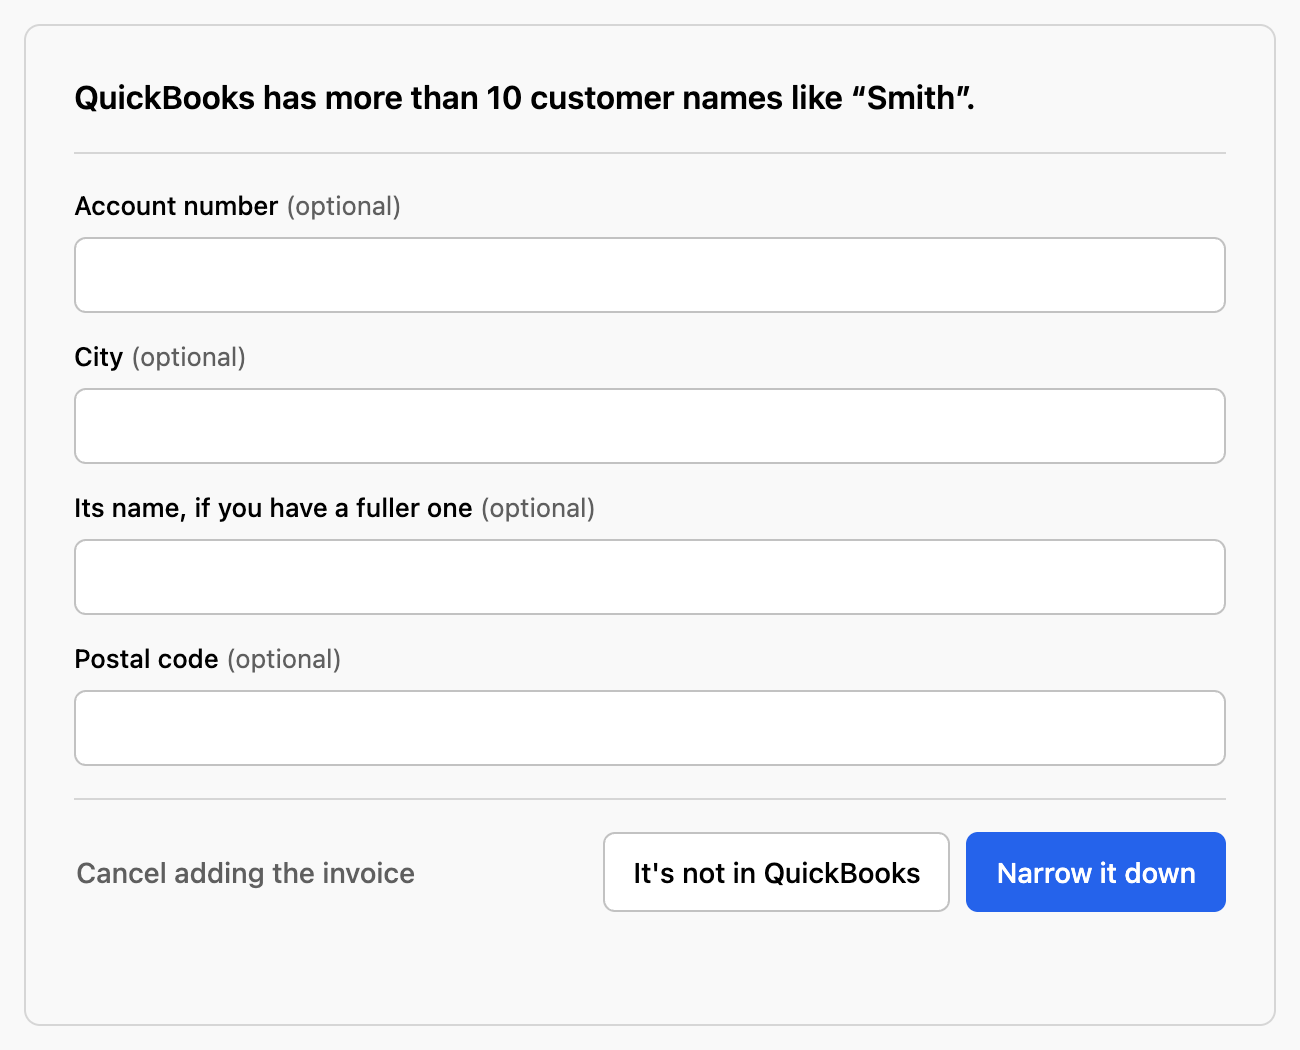 QuickBooks has more than 10 customer names like “Smith”.
Account number (optional)
City (optional)
Its name, if you have a fuller one (optional)
Postal code (optional)
Cancel adding the invoice
It's not in QuickBooks
Narrow it down